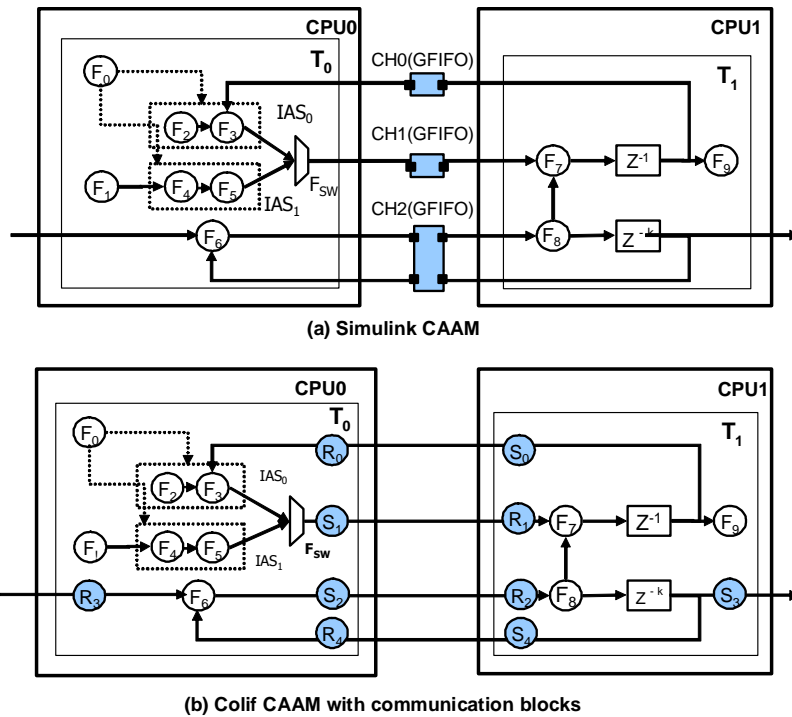 CPU0
CPU1
T0
CH0(GFIFO)
T1
F0
IAS0
F2
F3
CH1(GFIFO)
F7
Z-1
F9
F1
F4
F5
FSW
IAS1
CH2(GFIFO)
F6
F8
Z-k
(a) Simulink CAAM
CPU0
CPU1
T0
T1
F0
R0
S0
IAS0
F2
F3
S1
R1
F7
Z-1
F9
F1
F4
F5
FSW
IAS1
R3
F6
S2
R2
F8
Z-k
S3
R4
S4
(b) Colif CAAM with communication blocks